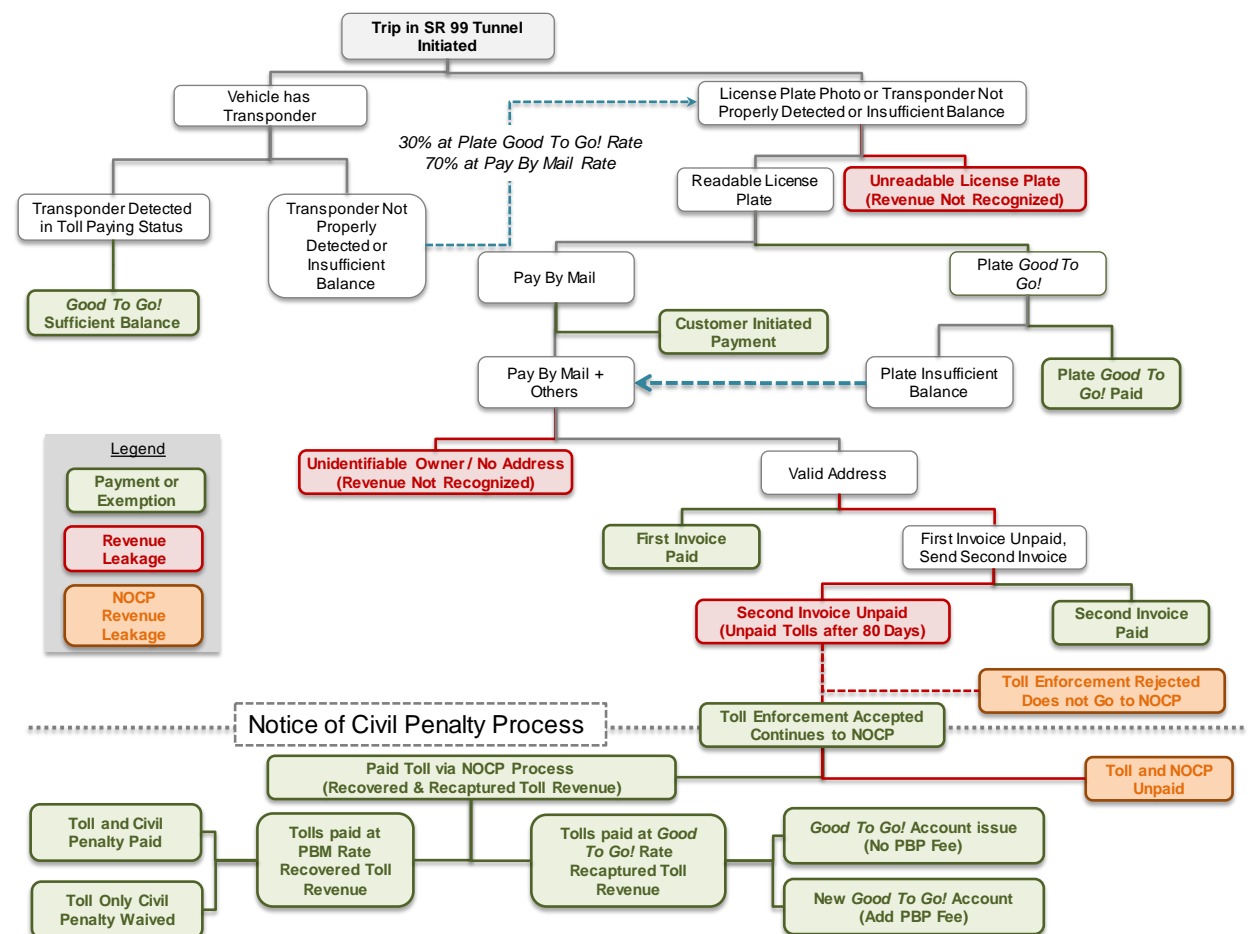 Trip in SR 99 Tunnel
Initiated
Vehicle has
Transponder
License Plate Photo or Transponder Not
Properly Detected or Insufficient Balance
30% at Plate Good To Go! Rate
70% at Pay By Mail Rate
Readable License
Plate
Unreadable License Plate
(Revenue Not Recognized)
Transponder Detected
in Toll Paying Status
Transponder Not
Properly
Detected or
Insufficient
Balance
Pay By Mail
Plate Good To
Go!
Good To Go!
Sufficient Balance
Customer Initiated
Payment
Pay By Mail +
Others
Plate Insufficient
Balance
Plate Good To
Go! Paid
Legend
Payment or
Exemption
Revenue
Leakage
NOCP
Revenue
Leakage
Unidentifiable Owner / No Address
(Revenue Not Recognized)
Valid Address
First Invoice
Paid
First Invoice Unpaid,
Send Second Invoice
Second Invoice Unpaid
(Unpaid Tolls after 80 Days)
Second Invoice
Paid
Toll Enforcement Rejected
Does not Go to NOCP
Notice of Civil Penalty Process
Toll Enforcement Accepted
Continues to NOCP
Paid Toll via NOCP Process
(Recovered & Recaptured Toll Revenue)
Toll and NOCP
Unpaid
Toll and Civil
Penalty Paid
Toll Only Civil
Penalty Waived
Tolls paid at
PBM Rate
Recovered Toll
Revenue
Tolls paid at Good
To Go! Rate
Recaptured Toll
Revenue
Good To Go! Account issue
(No PBP Fee)
New Good To Go! Account
(Add PBP Fee)